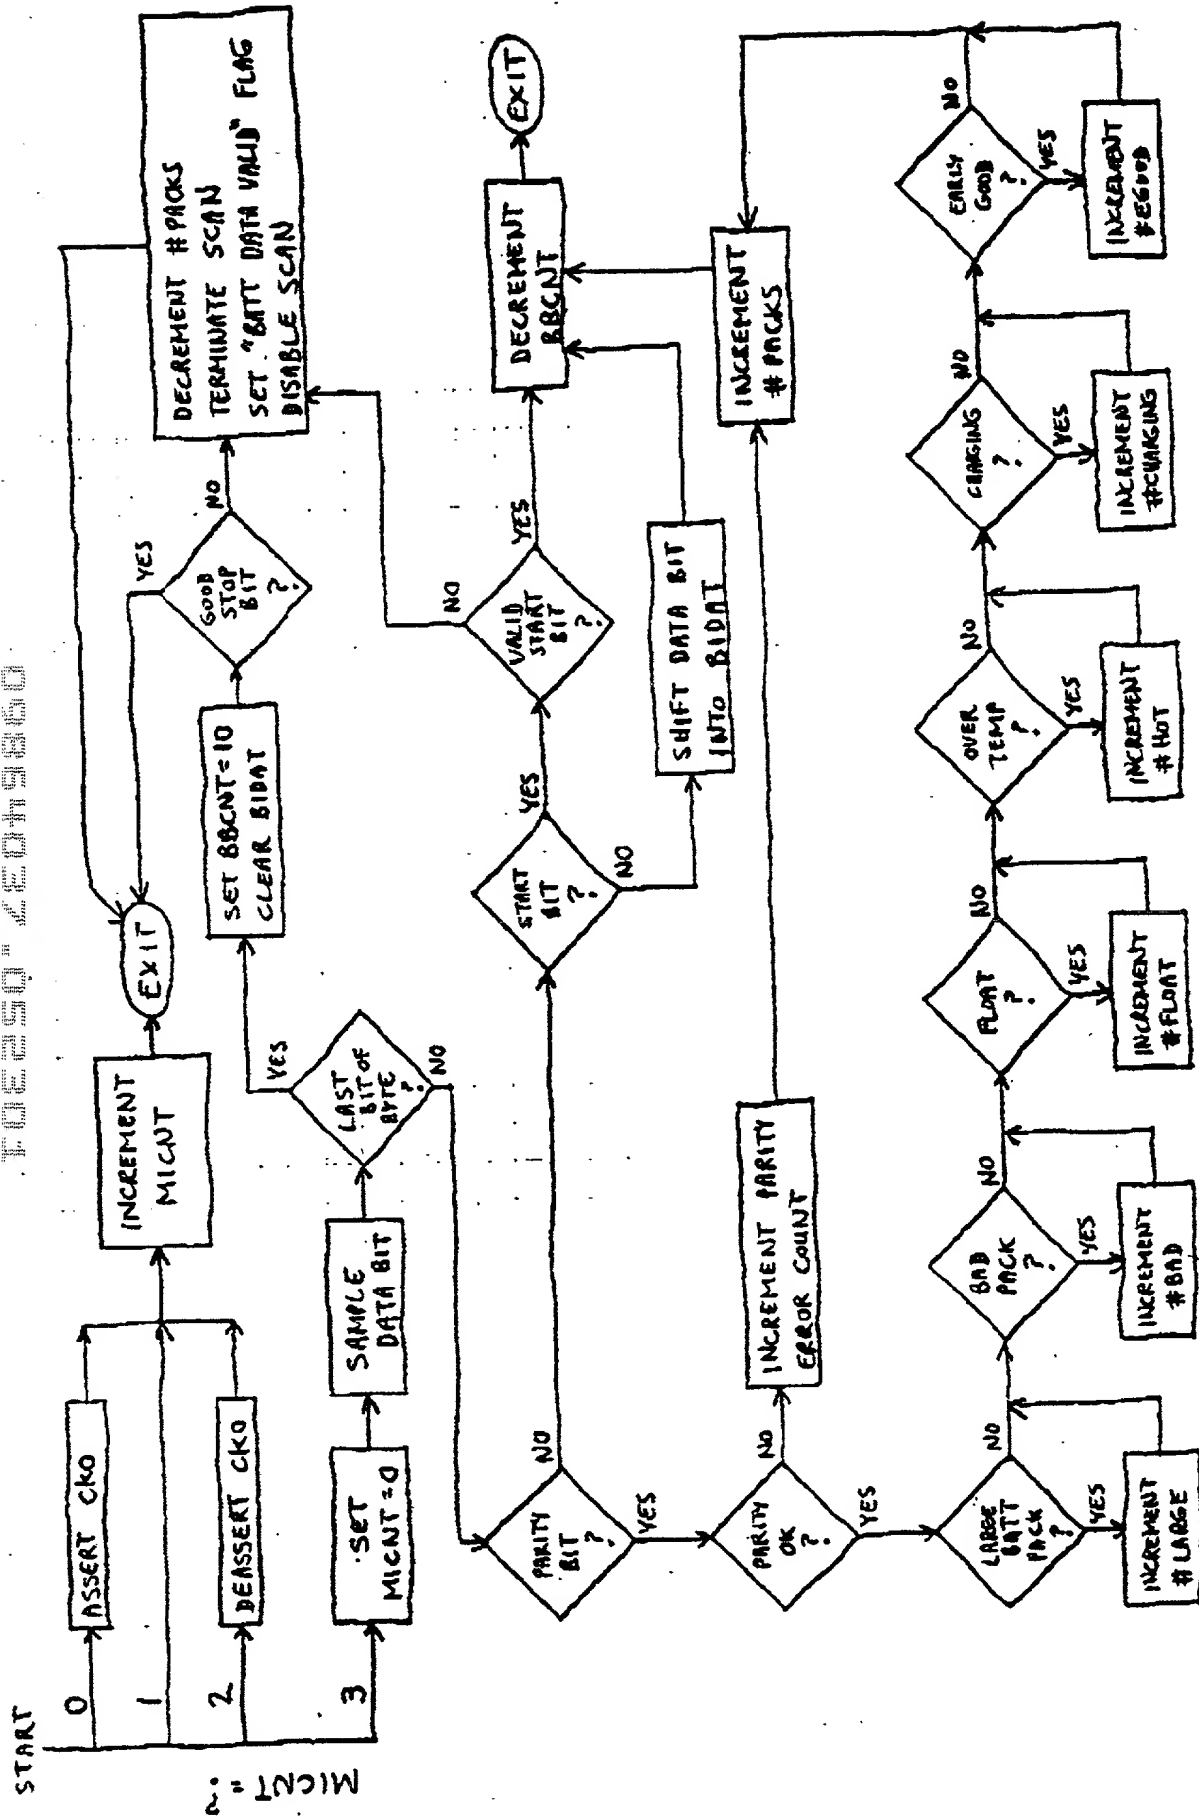 START
MICNT = ?
0
ASSERT CKO
1
2
DEASSERT CKO
3
SET
MICNT=0
INCREMENT
MICNT
EXIT
SAMPLE
DATA BIT
LAST
BIT OF
BYTE
?
YES
NO
SET BBCNT=10
CLEAR BIDAT
GOOD
STOP
BIT
?
YES
NO
DECREMENT #PACKS
TERMINATE SCAN
SET "BATT DATA VALID" FLAG
DISABLE SCAN
PARITY
BIT
?
NO
YES
START
BIT
?
YES
NO
VALID
START
BIT
?
NO
YES
DECREMENT
BBCNT
EXIT
SHIFT DATA BIT
INTO BIDAT
PARITY
OK
?
NO
YES
INCREMENT PARITY
ERROR COUNT
INCREMENT
# PACKS
LARGE
BATT
PACK
?
NO
YES
INCREMENT
#LARGE
BAD
PACK
?
NO
YES
INCREMENT
#BAD
FLOAT
?
NO
YES
INCREMENT
#FLOAT
OVER
TEMP
?
NO
YES
INCREMENT
#HOT
CHARGING
?
NO
YES
INCREMENT
#CHARGING
EARLY
GOOD
?
NO
YES
INCREMENT
#EGOOD